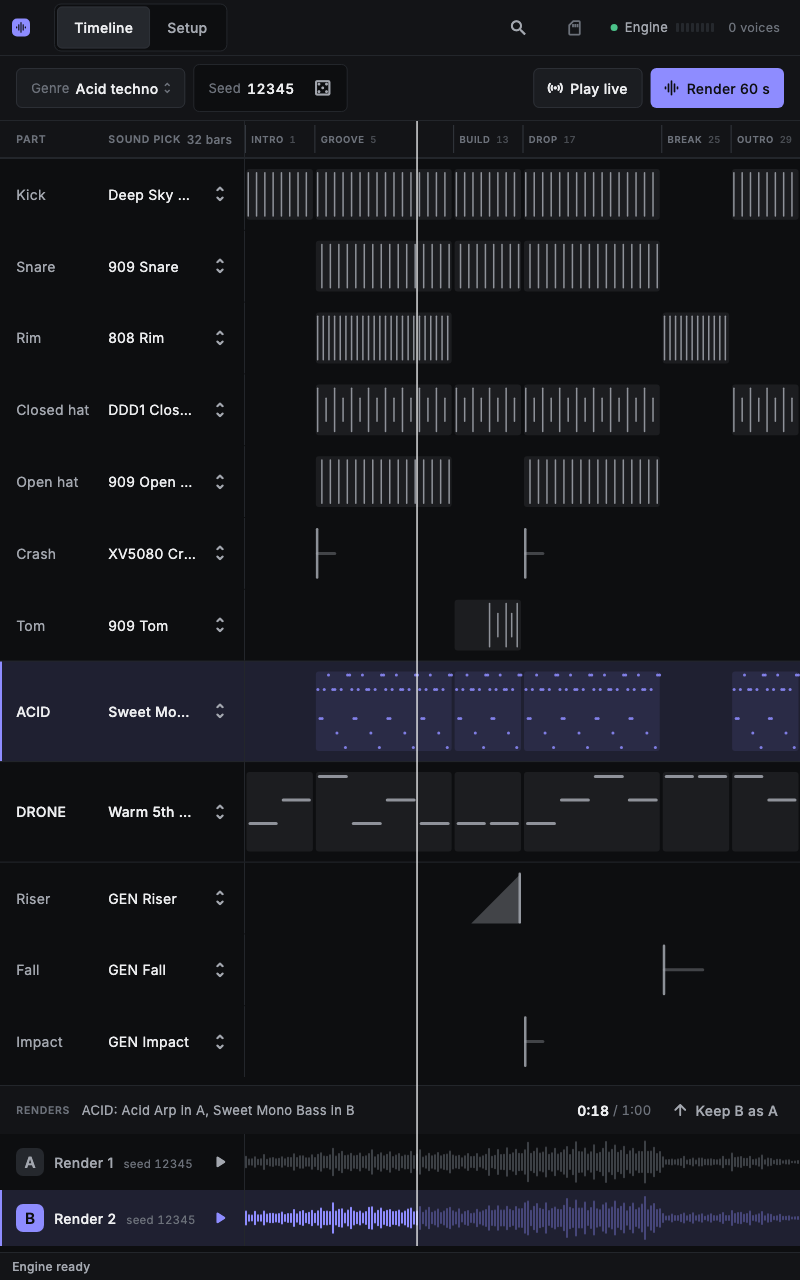 Timeline Setup Engine 0 voices
Genre Acid techno Seed 12345 Play live Render 60 s
PART SOUND PICK 32 bars INTRO 1 GROOVE 5 BUILD 13 DROP 17 BREAK 25 OUTRO 29
Kick Deep Sky ...
Snare 909 Snare
Rim 808 Rim
Closed hat DDD1 Clos...
Open hat 909 Open ...
Crash XV5080 Cr...
Tom 909 Tom
ACID Sweet Mo...
DRONE Warm 5th ...
Riser GEN Riser
Fall GEN Fall
Impact GEN Impact
RENDERS ACID: Acid Arp in A, Sweet Mono Bass in B 0:18 / 1:00 Keep B as A
A Render 1 seed 12345
B Render 2 seed 12345
Engine ready